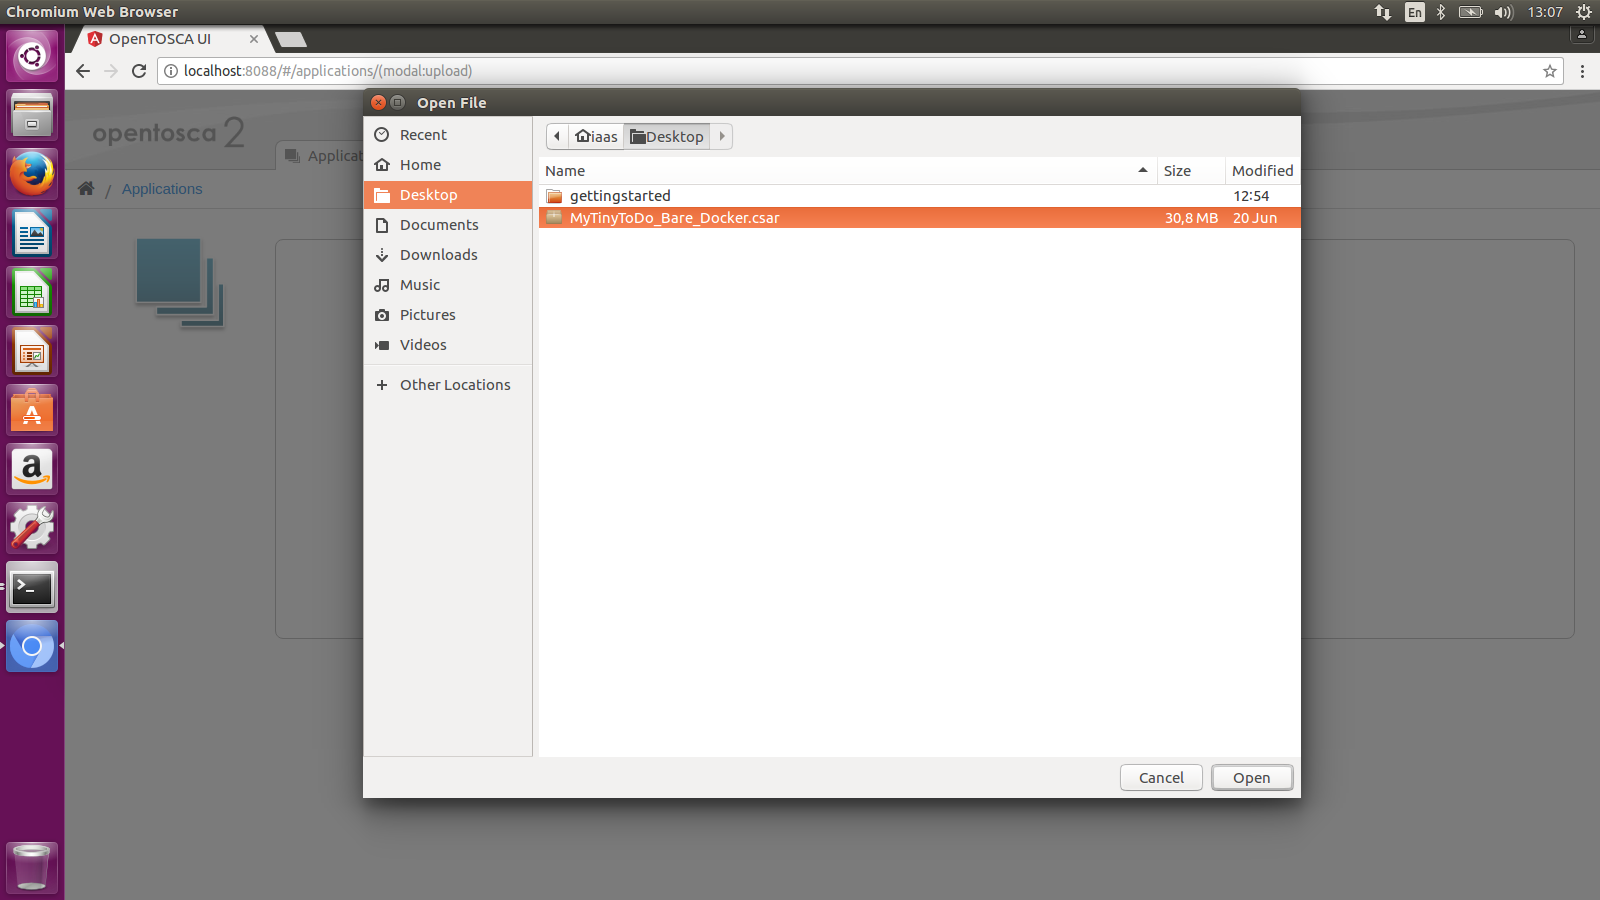 Chromium Web Browser
En
13:07
OpenTOSCA UI
localhost:8088/#/applications/(modal:upload)
Open File
opentosca 2
Applicat
/ Applications
Recent
Home
Desktop
Documents
Downloads
Music
Pictures
Videos
Other Locations
iaas
Desktop
Name Size Modified
gettingstarted 12:54
MyTinyToDo_Bare_Docker.csar 30,8 MB 20 Jun
Cancel Open